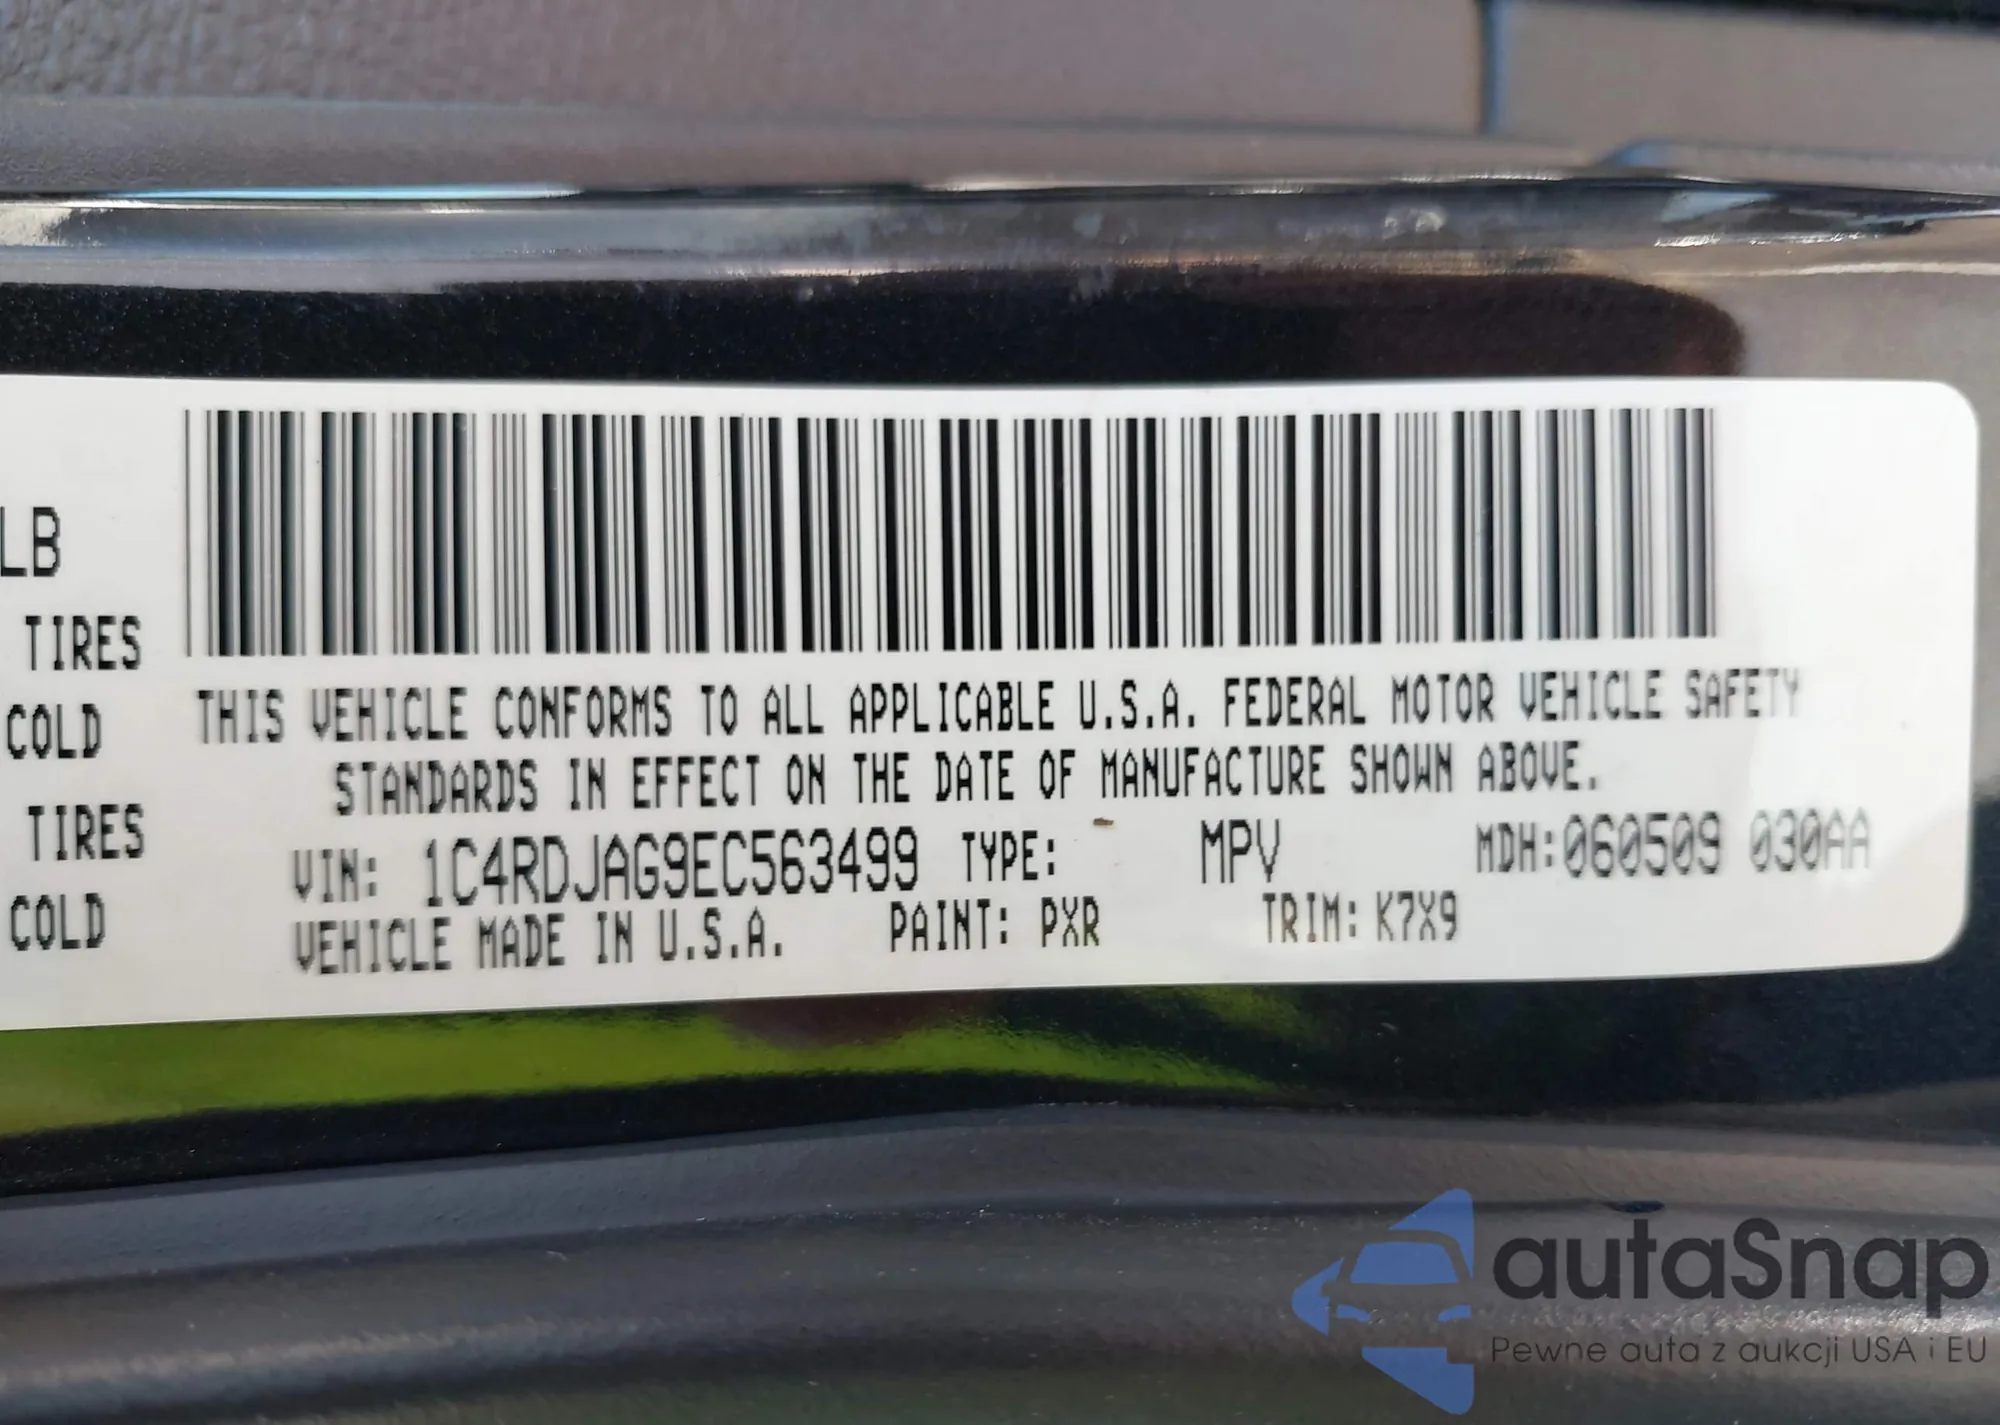 LB
TIRES
COLD
TIRES
COLD
THIS VEHICLE CONFORMS TO ALL APPLICABLE U.S.A. FEDERAL MOTOR VEHICLE SAFETY
STANDARDS IN EFFECT ON THE DATE OF MANUFACTURE SHOWN ABOVE.
VIN: 1C4RDJAG9EC563499 TYPE: MPV MDH:060509 030AA
VEHICLE MADE IN U.S.A. PAINT: PXR TRIM: K7X9
autaSnap
Pewne auta z aukcji USA i EU